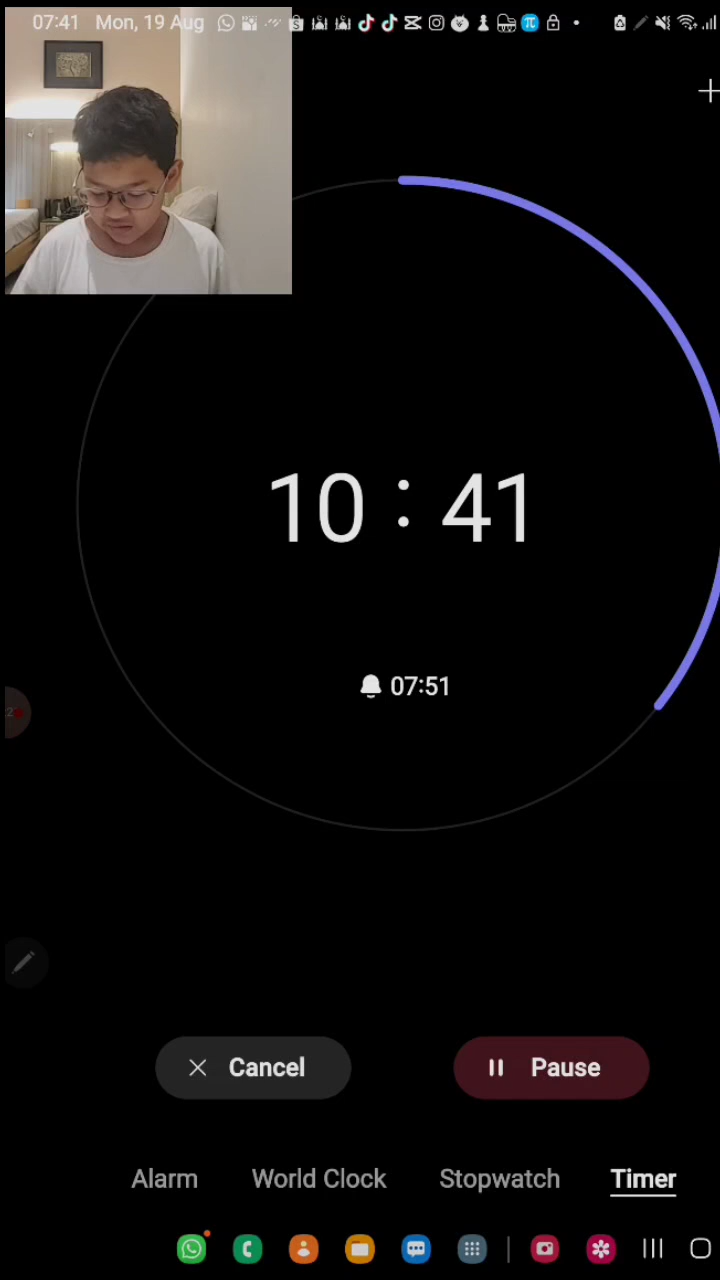 07:41 Mon, 19 Aug
10 : 41
07:51
Cancel
Pause
Alarm
World Clock
Stopwatch
Timer